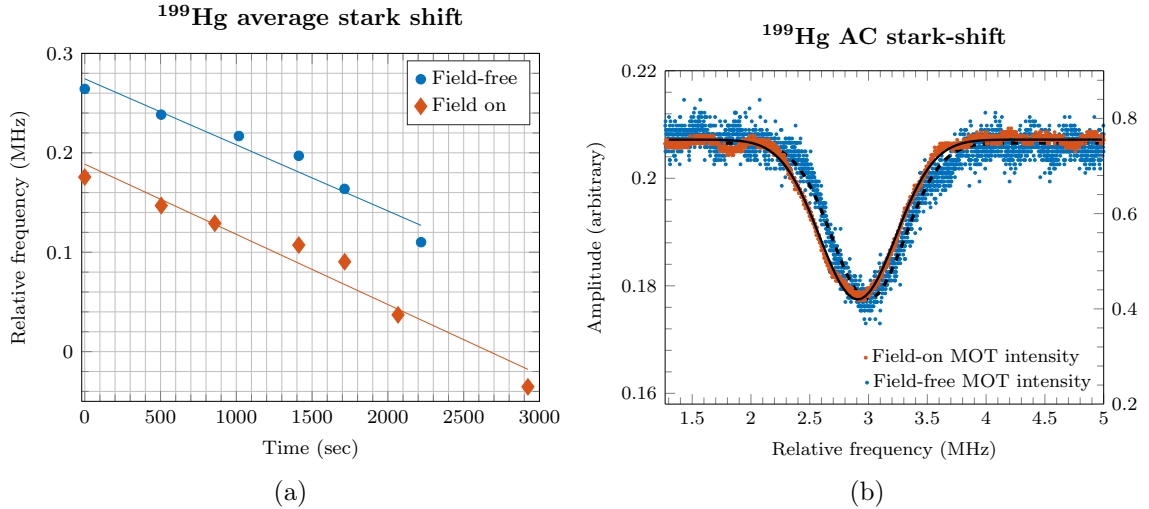 ¹⁹⁹Hg average stark shift
Relative frequency (MHz)
0.3
0.2
0.1
0
Field-free
Field on
0 500 1000 1500 2000 2500 3000
Time (sec)
(a)
¹⁹⁹Hg AC stark-shift
Amplitude (arbitrary)
0.22
0.2
0.18
0.16
0.8
0.6
0.4
0.2
Field-on MOT intensity
Field-free MOT intensity
1.5 2 2.5 3 3.5 4 4.5 5
Relative frequency (MHz)
(b)